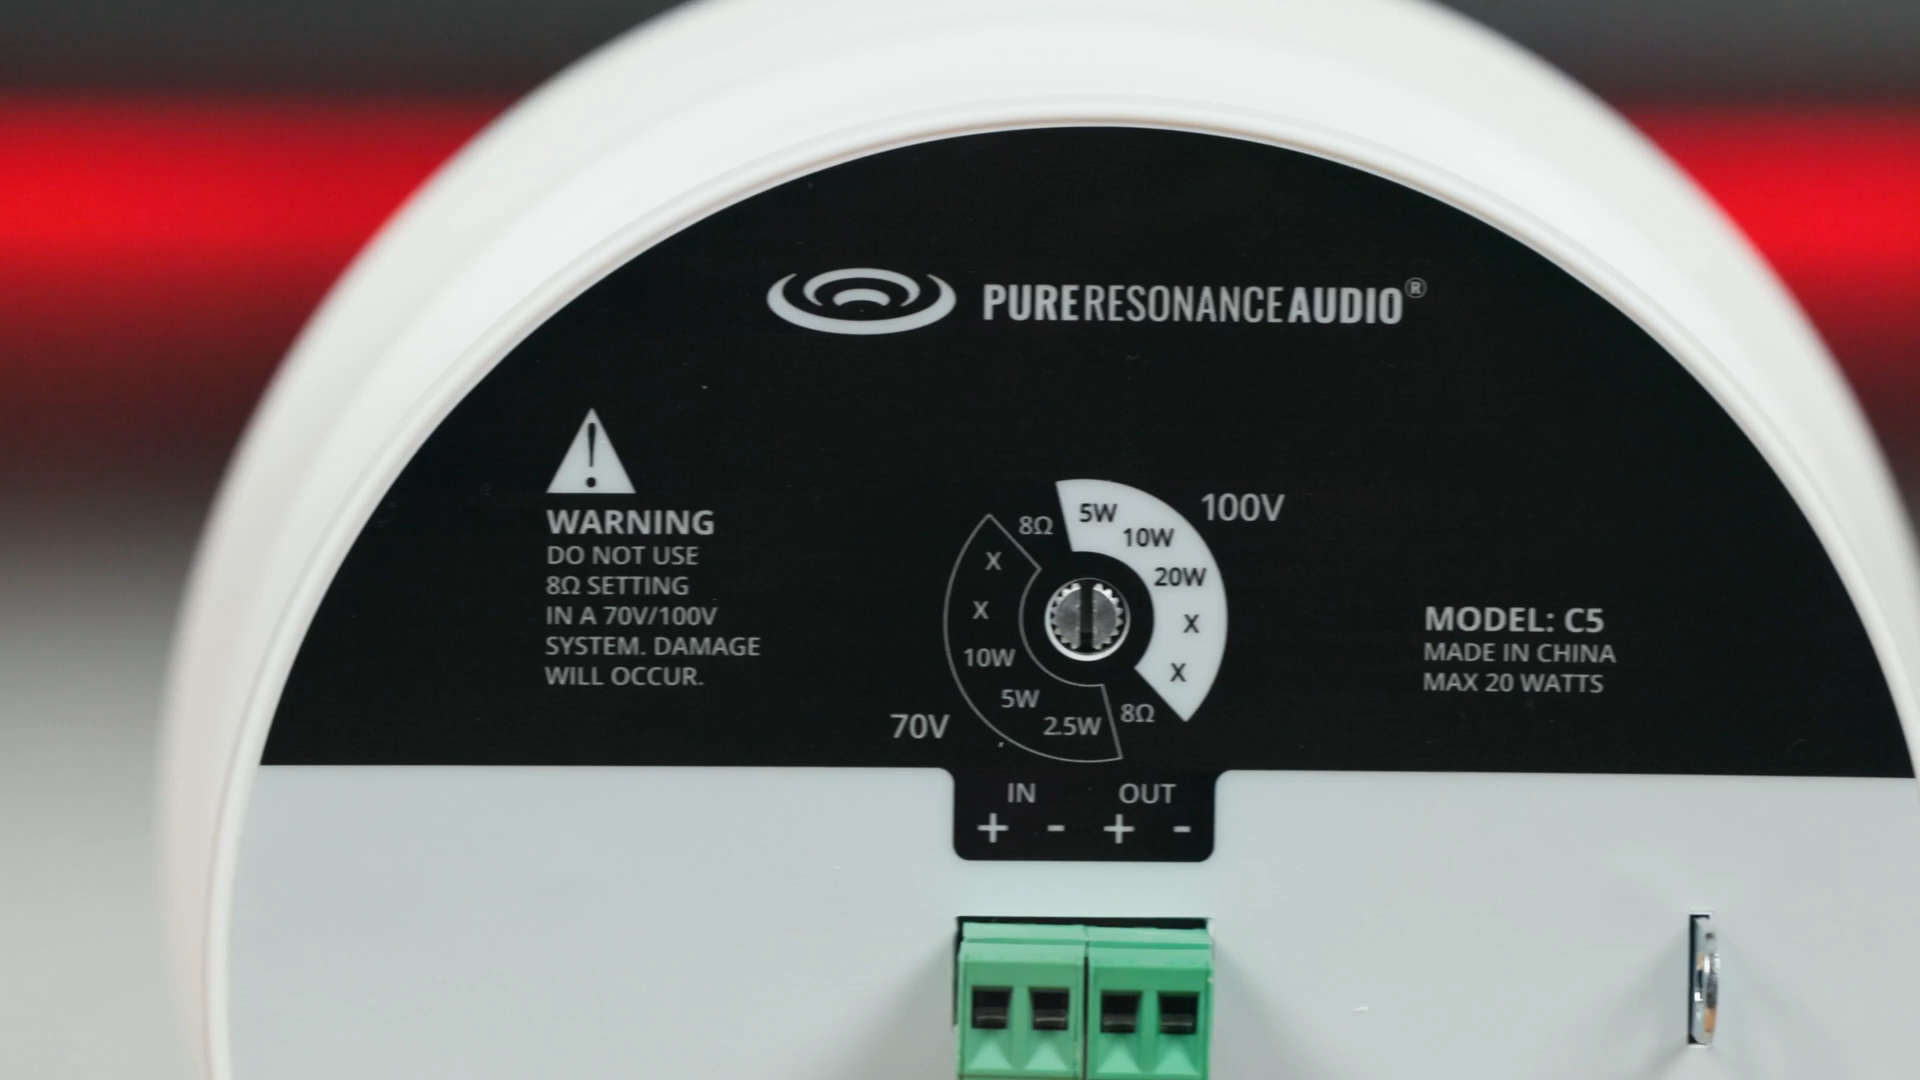 PURERESONANCEAUDIO®
WARNING
DO NOT USE
8Ω SETTING
IN A 70V/100V
SYSTEM. DAMAGE
WILL OCCUR.
100V
5W
10W
20W
X
X
8Ω
X
X
10W
5W
2.5W
8Ω
70V
MODEL: C5
MADE IN CHINA
MAX 20 WATTS
IN OUT
+ - + -